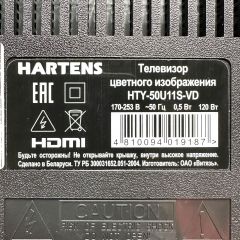 HARTENS
Телевизор
цветного изображения
HTY-50U11S-VD
170-253 В ~50 Гц 0,5 Вт 120 Вт
EAC
HDMI
4 810094 019187 >
Будьте осторожны! Не открывайте крышку, внутри высокое напряжение.
Сделано в Беларуси. ТУ РБ 300031652.051-2004. Изготовитель: ОАО «Витязь».
CAUTION